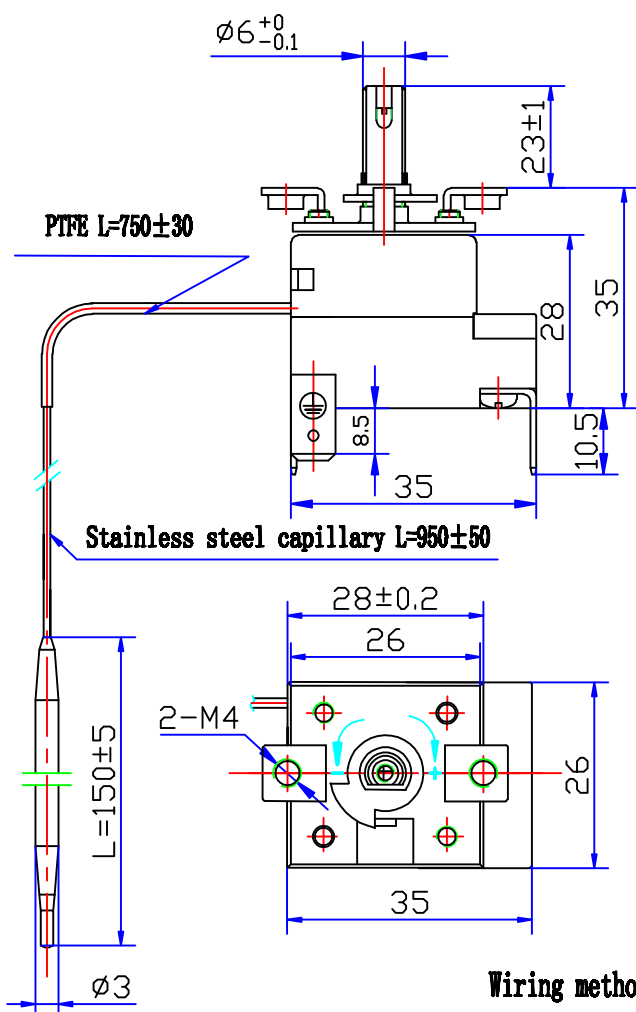 Ø6 +0 -0.1
23±1
PTFE L=750±30
35
28
8.5
10.5
35
Stainless steel capillary L=950±50
28±0.2
26
2-M4
L=150±5
26
35
Ø3
Wiring metho